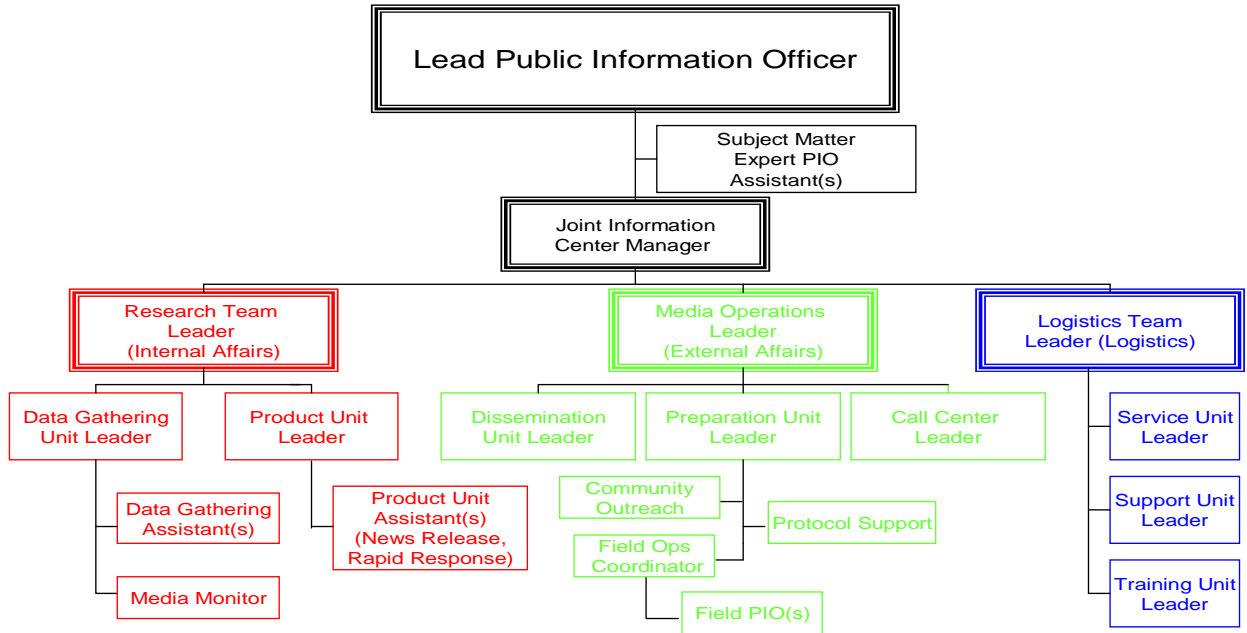 Lead Public Information Officer
Subject Matter
Expert PIO
Assistant(s)
Joint Information
Center Manager
Research Team
Leader
(Internal Affairs)
Media Operations
Leader
(External Affairs)
Logistics Team
Leader (Logistics)
Data Gathering
Unit Leader
Product Unit
Leader
Dissemination
Unit Leader
Preparation Unit
Leader
Call Center
Leader
Service Unit
Leader
Data Gathering
Assistant(s)
Product Unit
Assistant(s)
(News Release,
Rapid Response)
Community
Outreach
Protocol Support
Support Unit
Leader
Field Ops
Coordinator
Media Monitor
Field PIO(s)
Training Unit
Leader